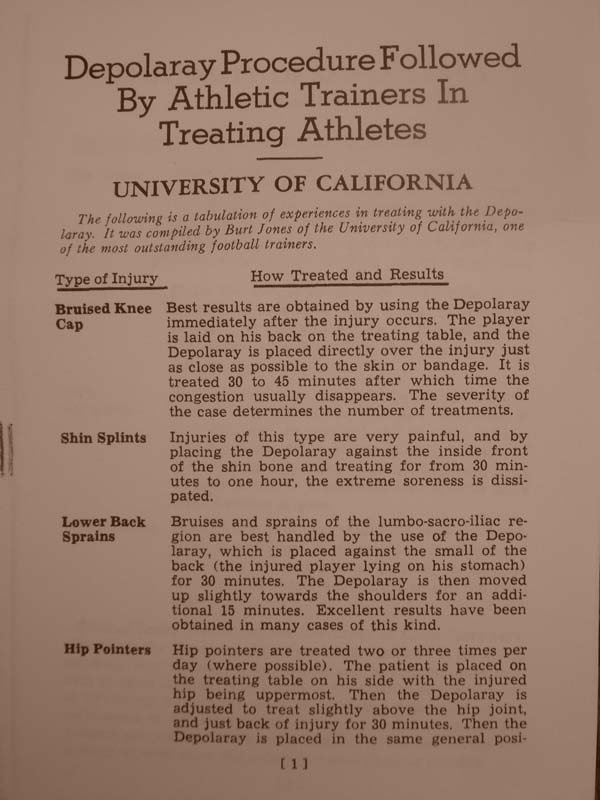 Depolaray Procedure Followed
By Athletic Trainers In
Treating Athletes
UNIVERSITY OF CALIFORNIA
The following is a tabulation of experiences in treating with the Depo-
laray. It was compiled by Burt Jones of the University of California, one
of the most outstanding football trainers.
Type of Injury How Treated and Results
Bruised Knee Best results are obtained by using the Depolaray
Cap immediately after the injury occurs. The player
is laid on his back on the treating table, and the
Depolaray is placed directly over the injury just
as close as possible to the skin or bandage. It is
treated 30 to 45 minutes after which time the
congestion usually disappears. The severity of
the case determines the number of treatments.
Shin Splints Injuries of this type are very painful, and by
placing the Depolaray against the inside front
of the shin bone and treating for from 30 min-
utes to one hour, the extreme soreness is dissi-
pated.
Lower Back Bruises and sprains of the lumbo-sacro-iliac re-
Sprains gion are best handled by the use of the Depo-
laray, which is placed against the small of the
back (the injured player lying on his stomach)
for 30 minutes. The Depolaray is then moved
up slightly towards the shoulders for an addi-
tional 15 minutes. Excellent results have been
obtained in many cases of this kind.
Hip Pointers Hip pointers are treated two or three times per
day (where possible). The patient is placed on
the treating table on his side with the injured
hip being uppermost. Then the Depolaray is
adjusted to treat slightly above the hip joint,
and just back of injury for 30 minutes. Then the
Depolaray is placed in the same general posi-
[ 1 ]